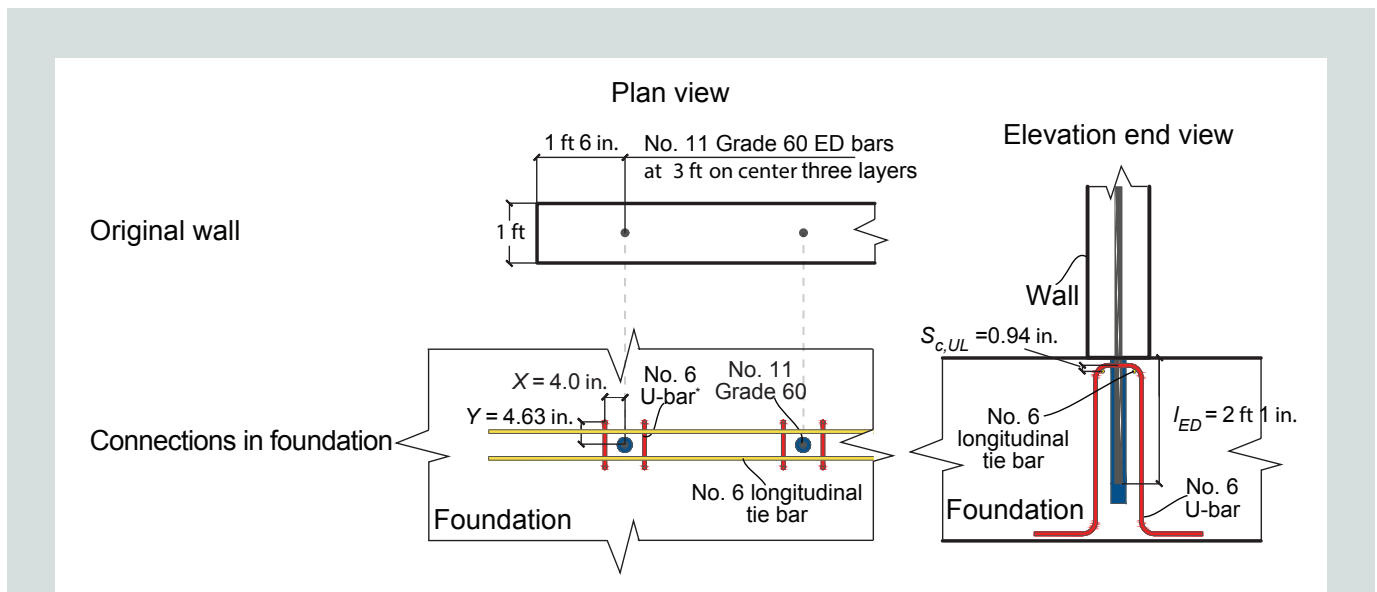 Plan view
1 ft 6 in.
No. 11 Grade 60 ED bars
at 3 ft on center three layers
Elevation end view
Original wall
1 ft
Wall
S_c,UL =0.94 in.
X = 4.0 in.
No. 6
U-bar*
No. 11
Grade 60
Y = 4.63 in.
Connections in foundation
No. 6
longitudinal
tie bar
l_ED = 2 ft 1 in.
No. 6 longitudinal
tie bar
Foundation
Foundation
No. 6
U-bar